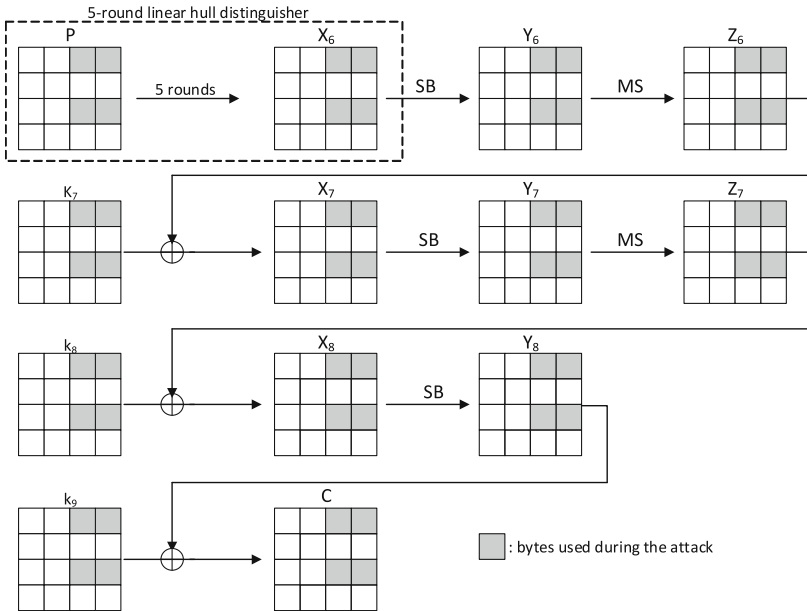 5-round linear hull distinguisher
P X₆ Y₆ Z₆
5 rounds SB MS
K₇ X₇ Y₇ Z₇
SB MS
k₈ X₈ Y₈
SB
k₉ C
: bytes used during the attack